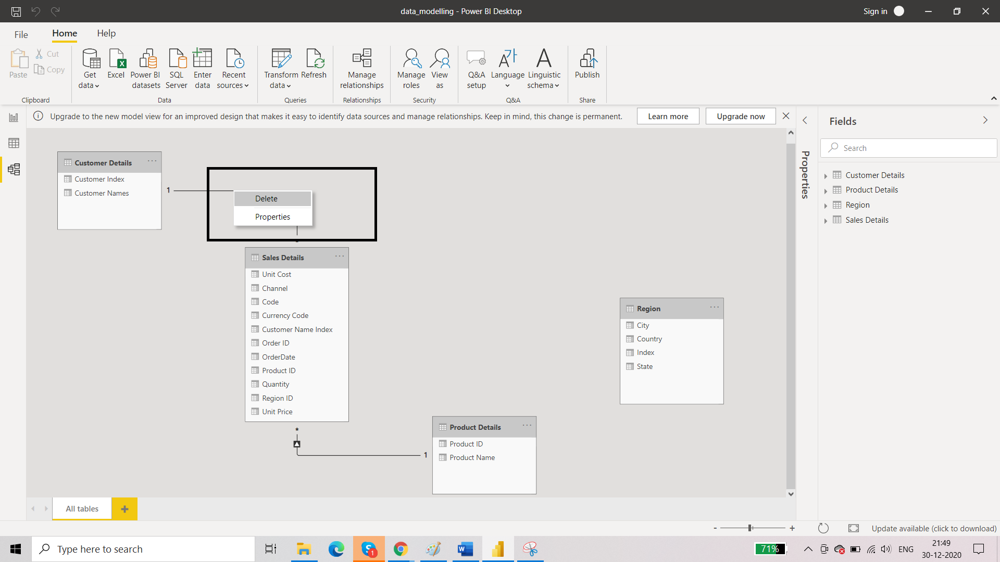 data_modelling - Power BI Desktop
Sign in
File
Home
Help
Paste
Cut
Copy
Clipboard
Get data
Excel
Power BI datasets
SQL Server
Enter data
Recent sources
Data
Transform data
Refresh
Queries
Manage relationships
Relationships
Manage roles
View as
Security
Q&A setup
Language
Linguistic schema
Q&A
Publish
Share
Upgrade to the new model view for an improved design that makes it easy to identify data sources and manage relationships. Keep in mind, this change is permanent.
Learn more
Upgrade now
Properties
Fields
Search
Customer Details
Product Details
Region
Sales Details
Customer Details
Customer Index
Customer Names
1
Delete
Properties
*
Sales Details
Unit Cost
Channel
Code
Currency Code
Customer Name Index
Order ID
OrderDate
Product ID
Quantity
Region ID
Unit Price
*
1
Region
City
Country
Index
State
Product Details
Product ID
Product Name
All tables
+
- +
Update available (click to download)
Type here to search
1
71%
ENG
21:49
30-12-2020